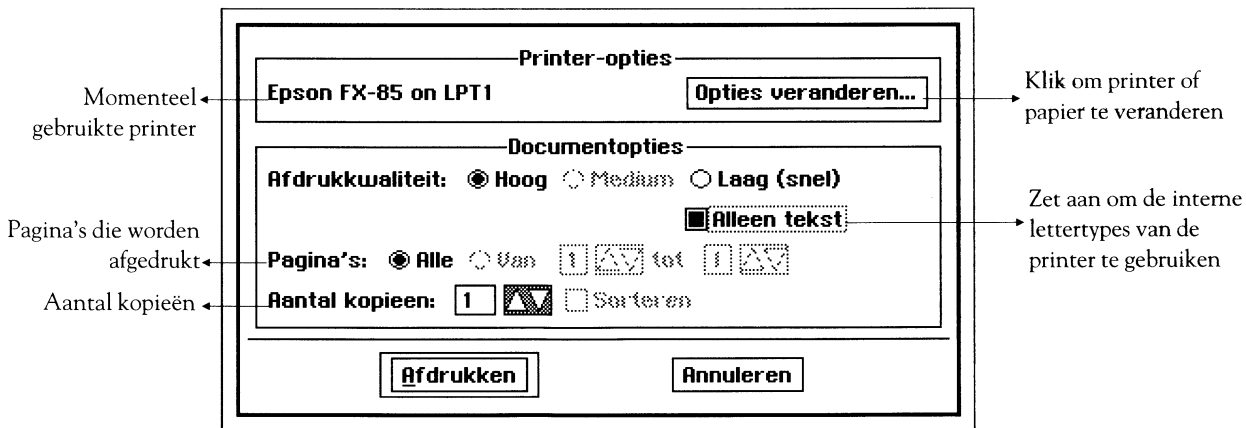 Printer-opties
Momenteel gebruikte printer
Epson FX-85 on LPT1
Opties veranderen...
Klik om printer of papier te veranderen
Documentopties
Afdrukkwaliteit: Hoog Medium Laag (snel)
Alleen tekst
Zet aan om de interne lettertypes van de printer te gebruiken
Pagina's die worden afgedrukt
Pagina's: Alle Van 1 tot 1
Aantal kopieën
Aantal kopieen: 1 Sorteren
Afdrukken
Annuleren